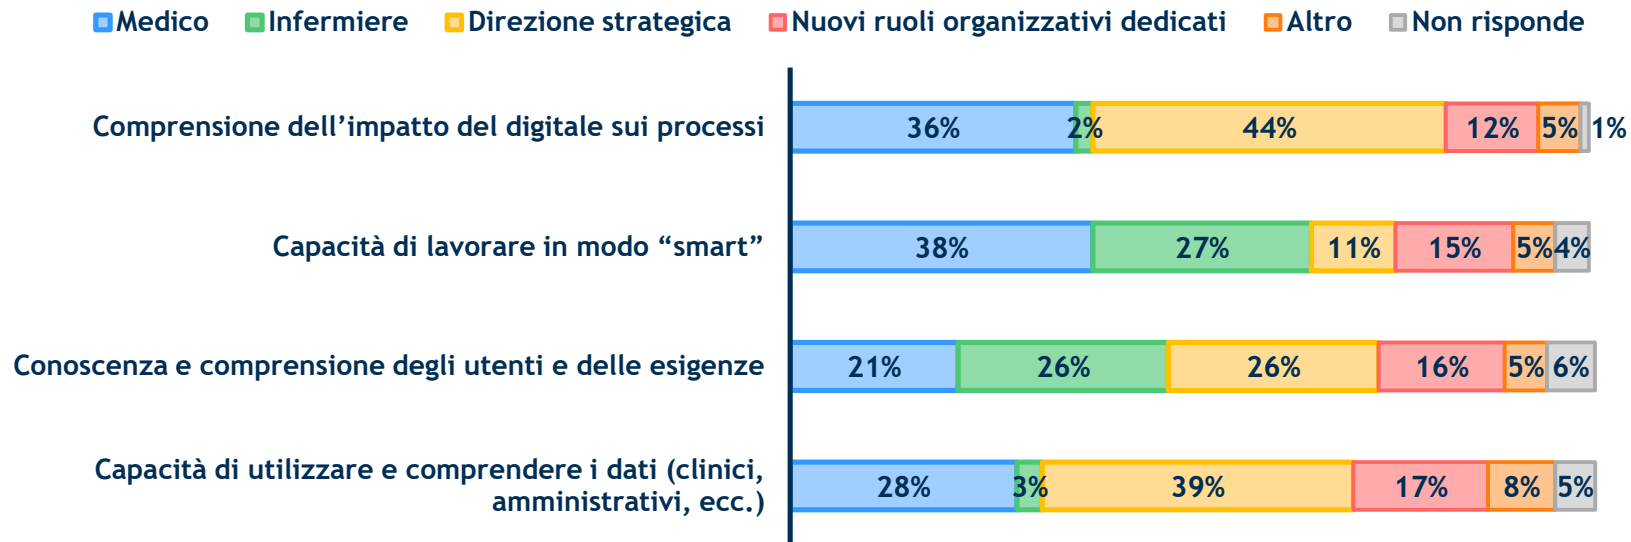 Medico Infermiere Direzione strategica Nuovi ruoli organizzativi dedicati Altro Non risponde
Comprensione dell’impatto del digitale sui processi 36% 2% 44% 12% 5% 1%
Capacità di lavorare in modo “smart” 38% 27% 11% 15% 5% 4%
Conoscenza e comprensione degli utenti e delle esigenze 21% 26% 26% 16% 5% 6%
Capacità di utilizzare e comprendere i dati (clinici,
amministrativi, ecc.) 28% 3% 39% 17% 8% 5%